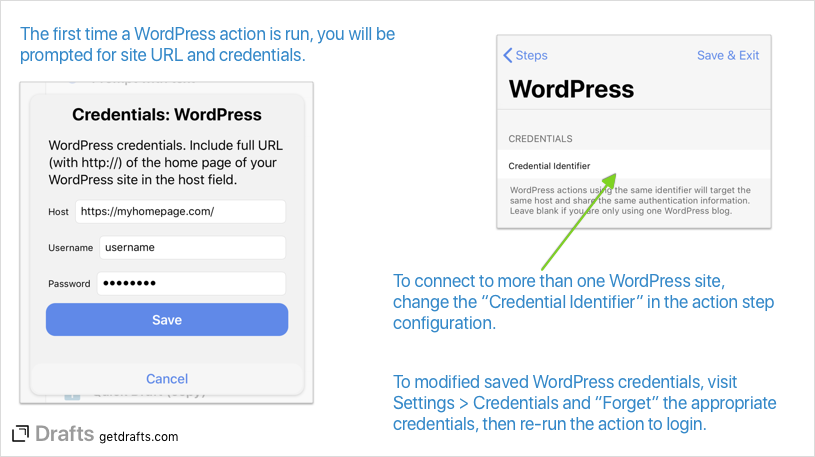 The first time a WordPress action is run, you will be
prompted for site URL and credentials.
Credentials: WordPress
WordPress credentials. Include full URL
(with http://) of the home page of your
WordPress site in the host field.
Host https://myhomepage.com/
Username username
Password ●●●●●●●●
Save
Cancel
Steps Save & Exit
WordPress
CREDENTIALS
Credential Identifier
WordPress actions using the same identifier will target the
same host and share the same authentication information.
Leave blank if you are only using one WordPress blog.
To connect to more than one WordPress site,
change the “Credential Identifier” in the action step
configuration.
To modified saved WordPress credentials, visit
Settings > Credentials and “Forget” the appropriate
credentials, then re-run the action to login.
Drafts getdrafts.com